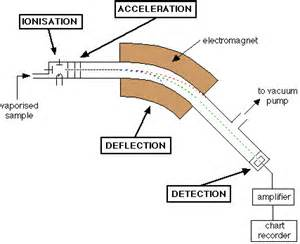 ACCELERATION
IONISATION
electromagnet
vaporised
sample
to vacuum
pump
DEFLECTION
DETECTION
amplifier
chart
recorder